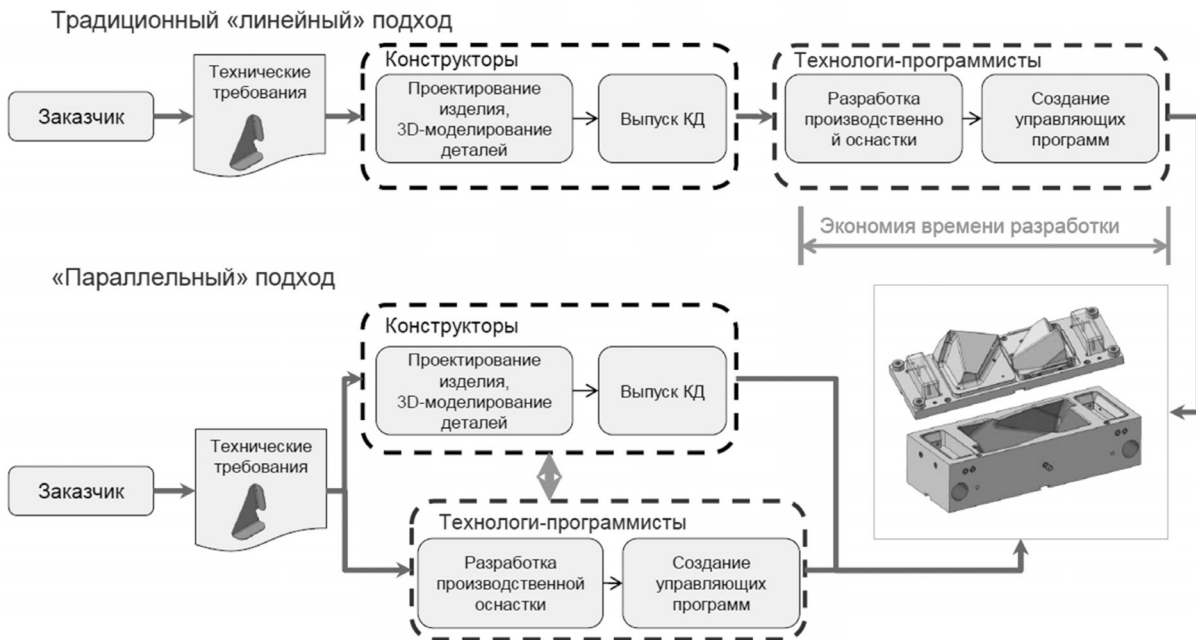 Традиционный «линейный» подход
Заказчик
Технические
требования
Конструкторы
Проектирование
изделия,
3D-моделирование
деталей
Выпуск КД
Технологи-программисты
Разработка
производственно
й оснастки
Создание
управляющих
программ
Экономия времени разработки
«Параллельный» подход
Заказчик
Технические
требования
Конструкторы
Проектирование
изделия,
3D-моделирование
деталей
Выпуск КД
Технологи-программисты
Разработка
производственной
оснастки
Создание
управляющих
программ